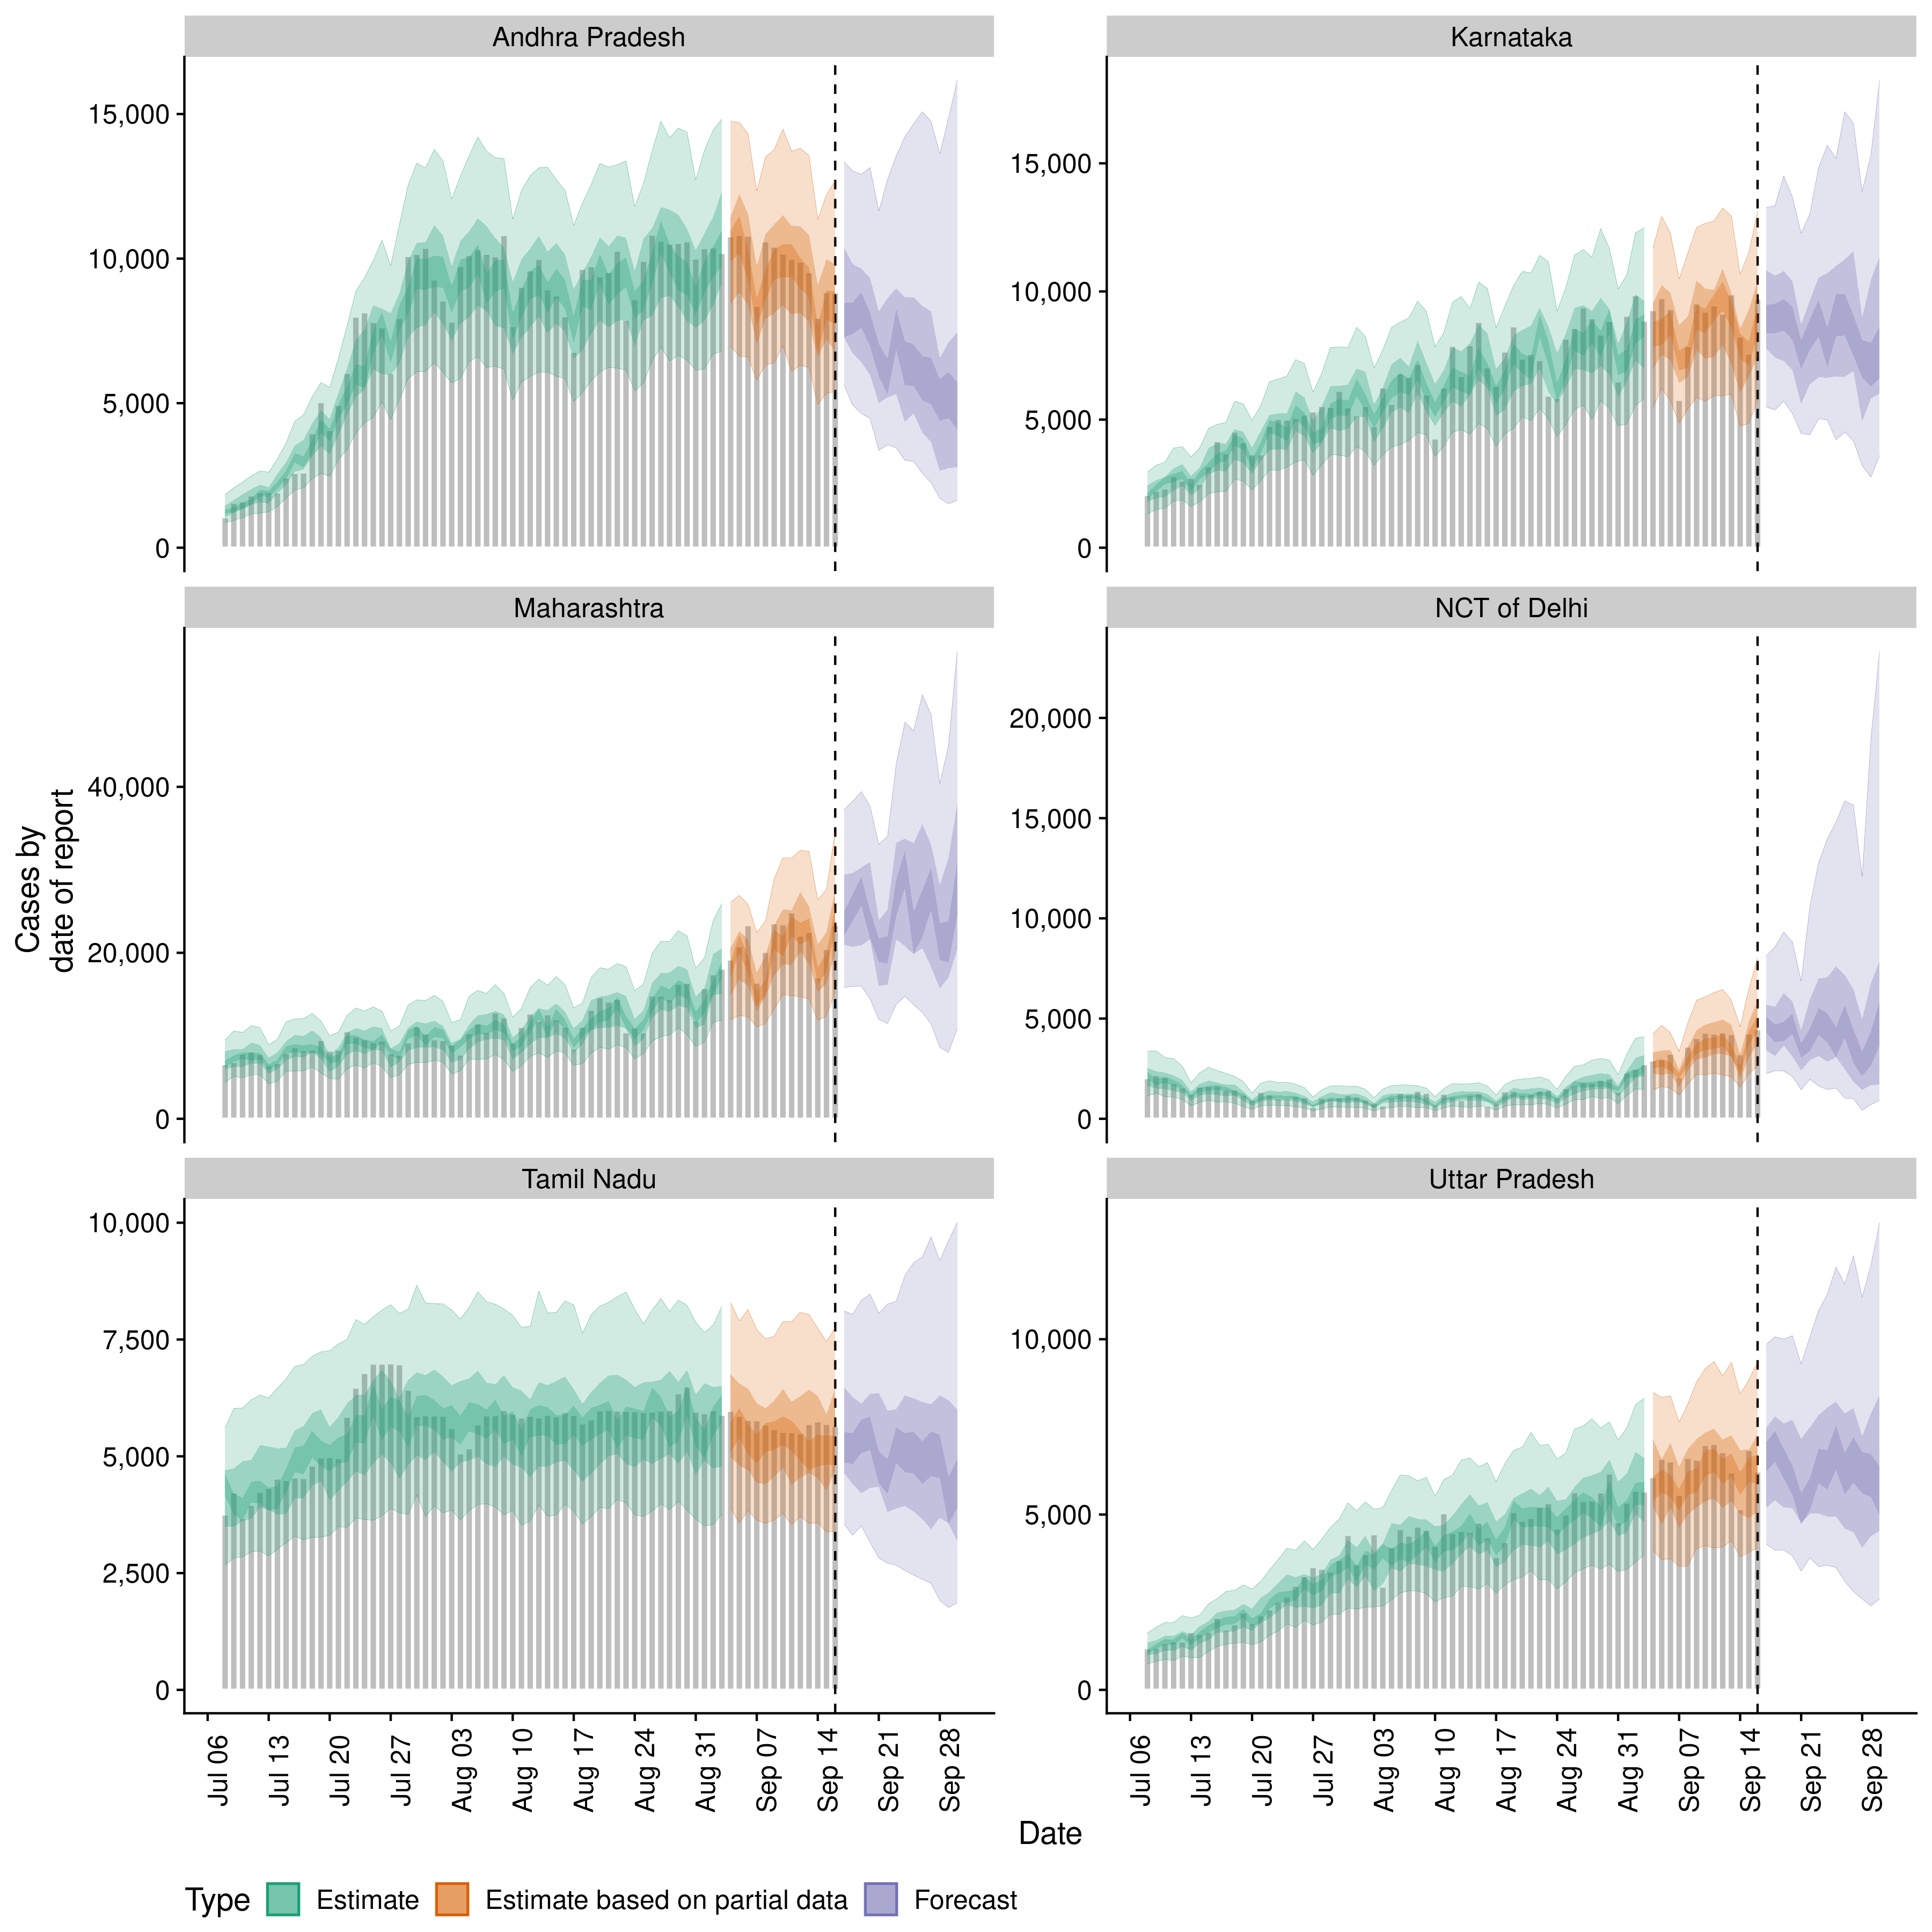 Andhra Pradesh
15,000
10,000
5,000
0
Karnataka
15,000
10,000
5,000
0
Maharashtra
40,000
20,000
0
NCT of Delhi
20,000
15,000
10,000
5,000
0
Tamil Nadu
10,000
7,500
5,000
2,500
0
Uttar Pradesh
10,000
5,000
0
Cases by
date of report
Jul 06
Jul 13
Jul 20
Jul 27
Aug 03
Aug 10
Aug 17
Aug 24
Aug 31
Sep 07
Sep 14
Sep 21
Sep 28
Jul 06
Jul 13
Jul 20
Jul 27
Aug 03
Aug 10
Aug 17
Aug 24
Aug 31
Sep 07
Sep 14
Sep 21
Sep 28
Date
Type Estimate Estimate based on partial data Forecast